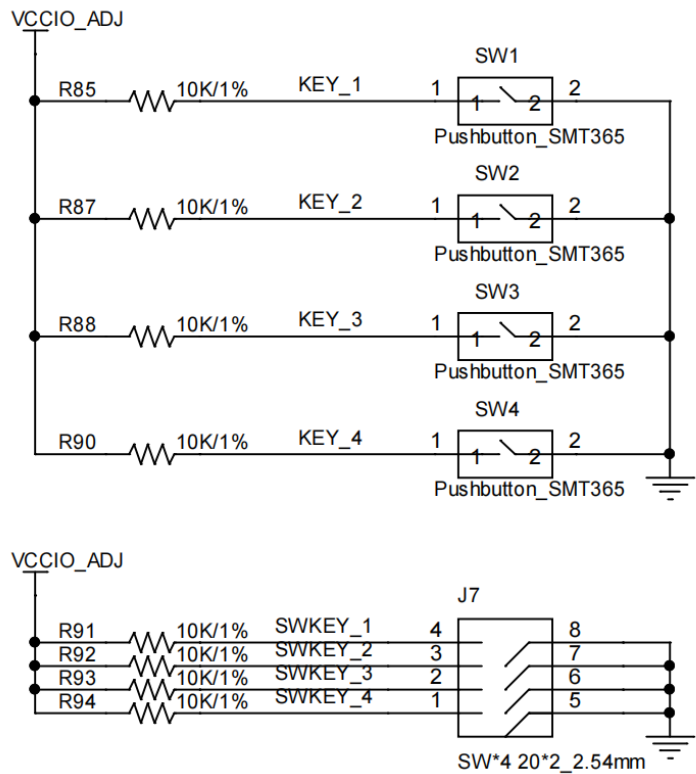 VCCIO_ADJ
SW1
R85 10K/1% KEY_1 1 1 2 2
Pushbutton_SMT365
SW2
R87 10K/1% KEY_2 1 1 2 2
Pushbutton_SMT365
SW3
R88 10K/1% KEY_3 1 1 2 2
Pushbutton_SMT365
SW4
R90 10K/1% KEY_4 1 1 2 2
Pushbutton_SMT365
VCCIO_ADJ
J7
R91 10K/1% SWKEY_1 4 8
R92 10K/1% SWKEY_2 3 7
R93 10K/1% SWKEY_3 2 6
R94 10K/1% SWKEY_4 1 5
SW*4 20*2_2.54mm